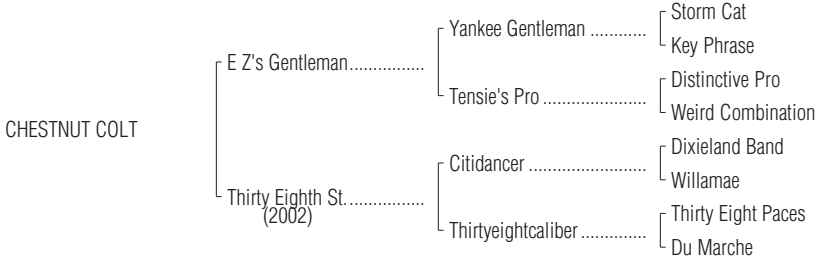 Storm Cat
Yankee Gentleman ............
Key Phrase
E Z's Gentleman................
Distinctive Pro
Tensie's Pro ......................
Weird Combination
CHESTNUT COLT
Dixieland Band
Citidancer .........................
Willamae
Thirty Eighth St.................
(2002)
Thirty Eight Paces
Thirtyeightcaliber ..............
Du Marche